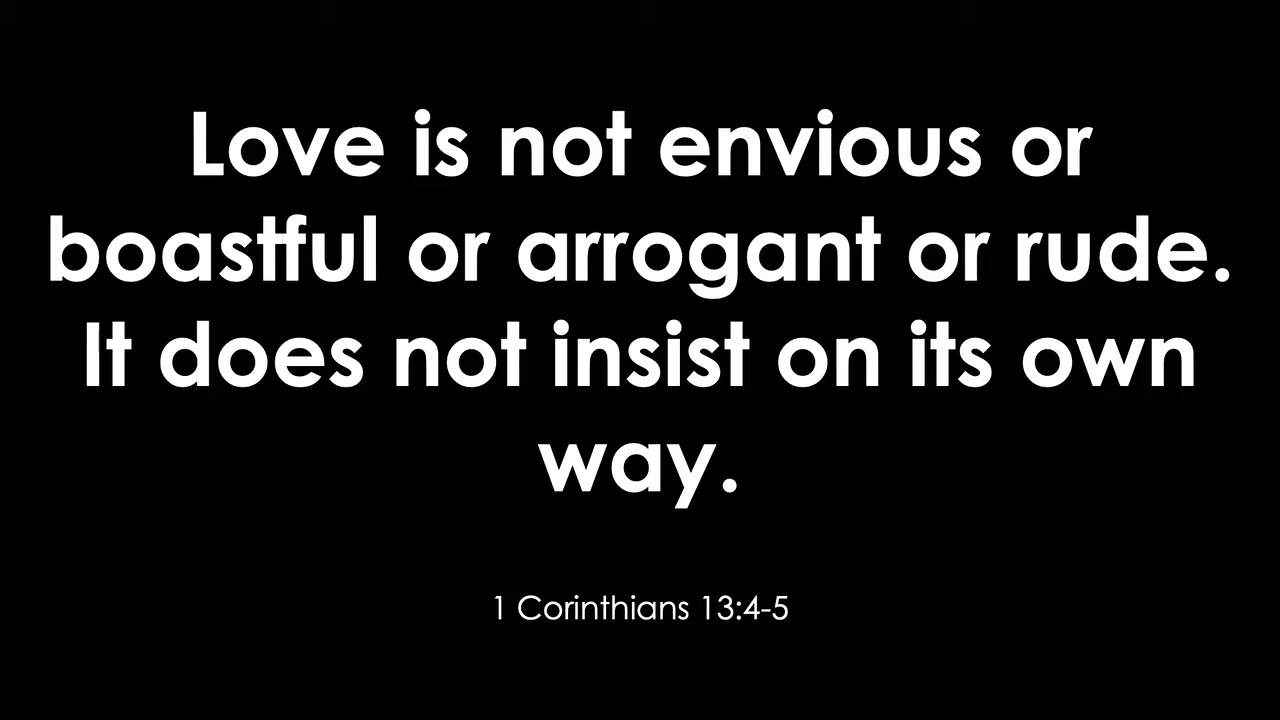 Love is not envious or
boastful or arrogant or rude.
It does not insist on its own
way.
1 Corinthians 13:4-5